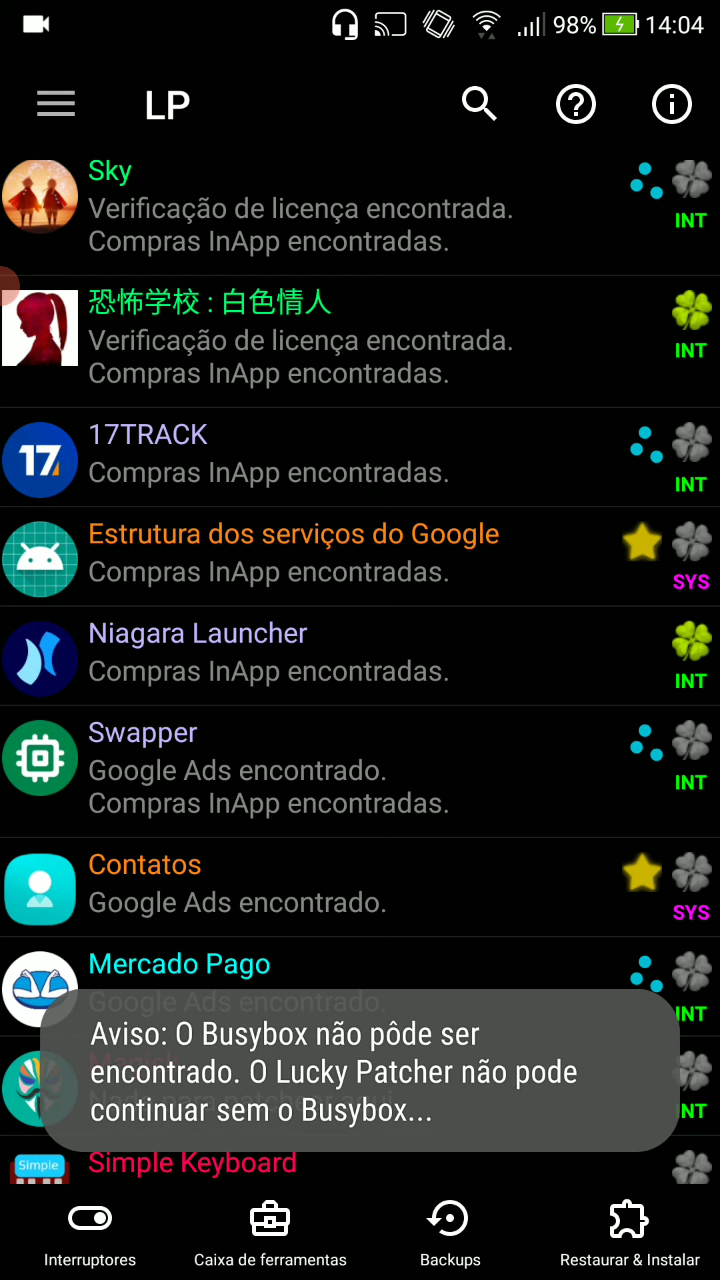 98% 14:04
LP
Sky
Verificação de licença encontrada.
Compras InApp encontradas.
INT
恐怖学校 : 白色情人
Verificação de licença encontrada.
Compras InApp encontradas.
INT
17
17TRACK
Compras InApp encontradas.
INT
Estrutura dos serviços do Google
Compras InApp encontradas.
SYS
Niagara Launcher
Compras InApp encontradas.
INT
Swapper
Google Ads encontrado.
Compras InApp encontradas.
INT
Contatos
Google Ads encontrado.
SYS
Mercado Pago
Google Ads encontrado.
INT
Magisk
INT
Aviso: O Busybox não pôde ser
encontrado. O Lucky Patcher não pode
continuar sem o Busybox...
Simple
Simple Keyboard
Interruptores
Caixa de ferramentas
Backups
Restaurar & Instalar